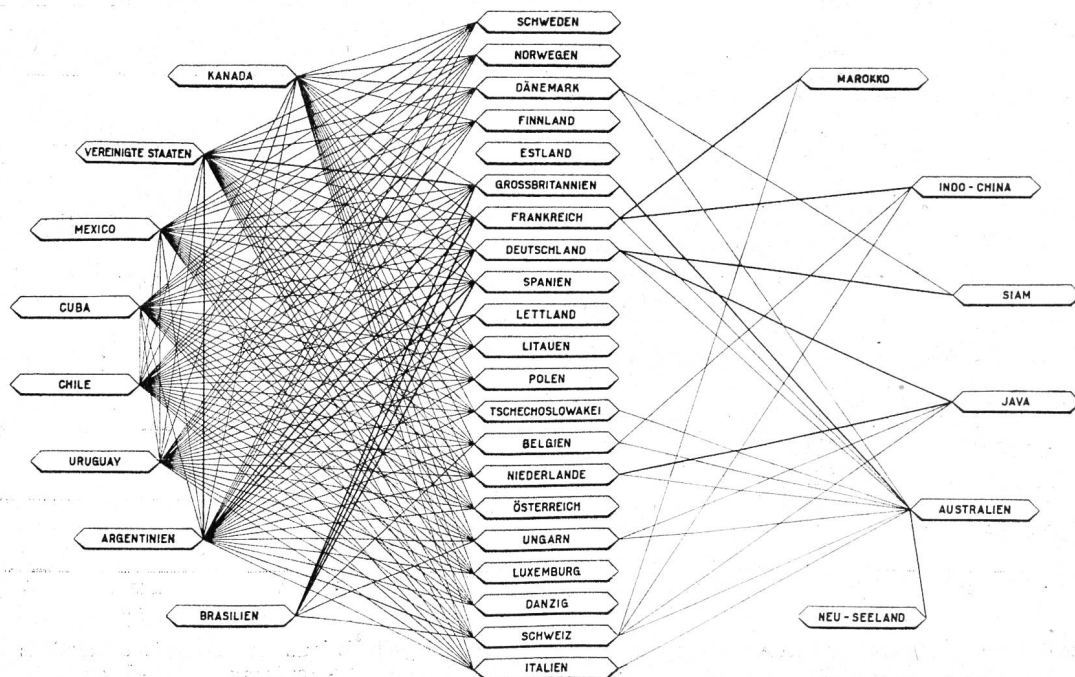 KANADA
VEREINIGTE STAATEN
MEXICO
CUBA
CHILE
URUGUAY
ARGENTINIEN
BRASILIEN
SCHWEDEN
NORWEGEN
DÄNEMARK
FINNLAND
ESTLAND
GROSSBRITANNIEN
FRANKREICH
DEUTSCHLAND
SPANIEN
LETTLAND
LITAUEN
POLEN
TSCHECHOSLOWAKEI
BELGIEN
NIEDERLANDE
ÖSTERREICH
UNGARN
LUXEMBURG
DANZIG
SCHWEIZ
ITALIEN
MAROKKO
INDO - CHINA
SIAM
JAVA
AUSTRALIEN
NEU - SEELAND